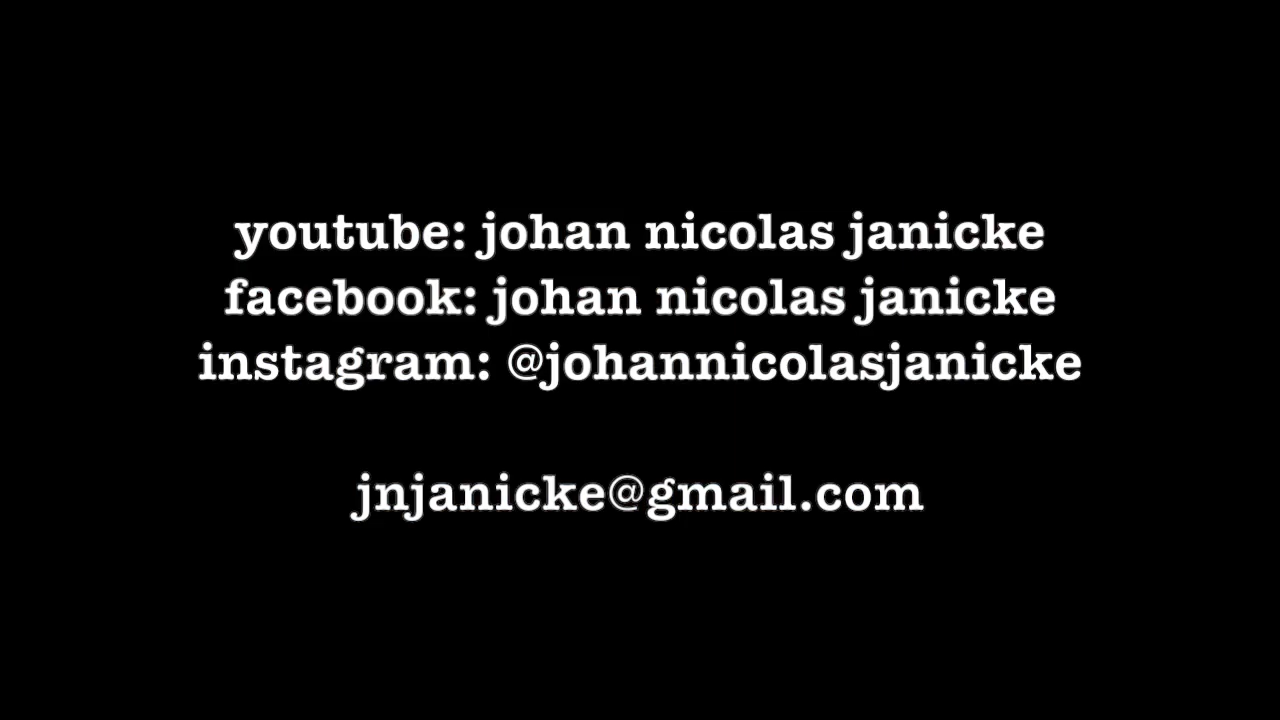 youtube: johan nicolas janicke
facebook: johan nicolas janicke
instagram: @johannicolasjanicke
jnjanicke@gmail.com